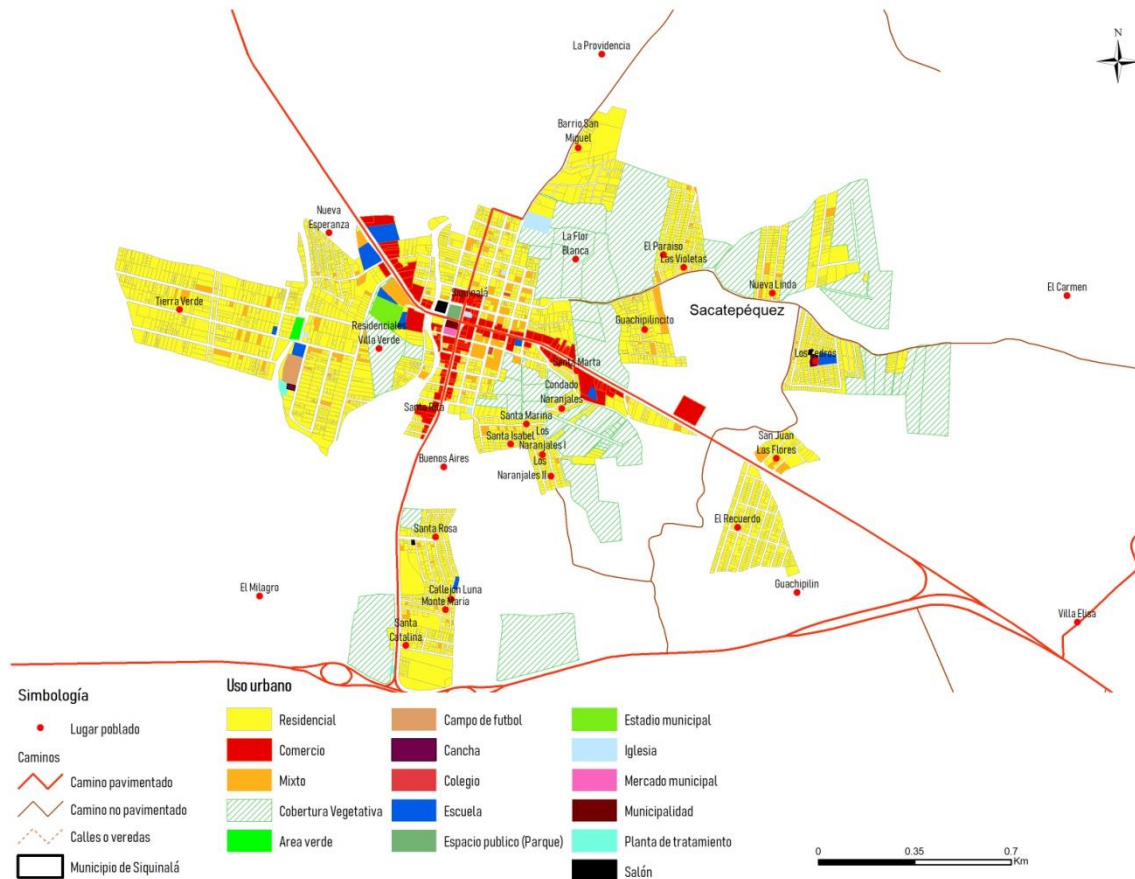 La Providencia
N
Barrio San
Miguel
Nueva
Esperanza
La Flor
Blanca
El Paraiso
Las Violetas
Nueva Linda
El Carmen
Tierra Verde
Siquinalá
Sacatepéquez
Guachipilincito
Residenciales
Villa Verde
Los Cedros
Santa Marta
Condado
Naranjales
Santa Rita
Santa Marina
Los
Santa Isabel
Naranjales I
Los
Naranjales II
Buenos Aires
San Juan
Las Flores
El Recuerdo
Santa Rosa
El Milagro
Callejon Luna
Monte Maria
Guachipilin
Villa Elisa
Santa
Catalina
Simbología
Lugar poblado
Caminos
Camino pavimentado
Camino no pavimentado
Calles o veredas
Municipio de Siquinalá
Uso urbano
Residencial
Comercio
Mixto
Cobertura Vegetativa
Area verde
Campo de futbol
Cancha
Colegio
Escuela
Espacio publico (Parque)
Estadio municipal
Iglesia
Mercado municipal
Municipalidad
Planta de tratamiento
Salón
0 0.35 0.7
Km